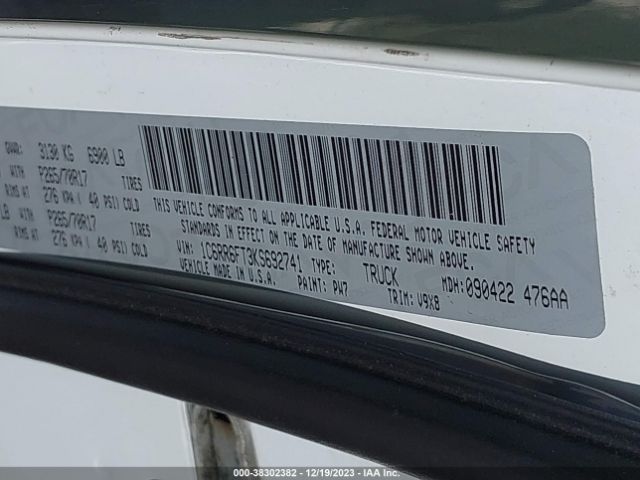 GVWR: 3130 KG 6900 LB
WITH P265/70R17 TIRES
RIMS AT 276 KPA ( 40 PSI) COLD
LB WITH P265/70R17 TIRES
RIMS AT 276 KPA ( 40 PSI) COLD
THIS VEHICLE CONFORMS TO ALL APPLICABLE U.S.A. FEDERAL MOTOR VEHICLE SAFETY
STANDARDS IN EFFECT ON THE DATE OF MANUFACTURE SHOWN ABOVE.
VIN: 1C6RR6FT3KS692741 TYPE: TRUCK MDH: 090422 476AA
MADE IN U.S.A. PAINT: PW7 TRIM: V9X8
000-38302382 - 12/19/2023 - IAA Inc.